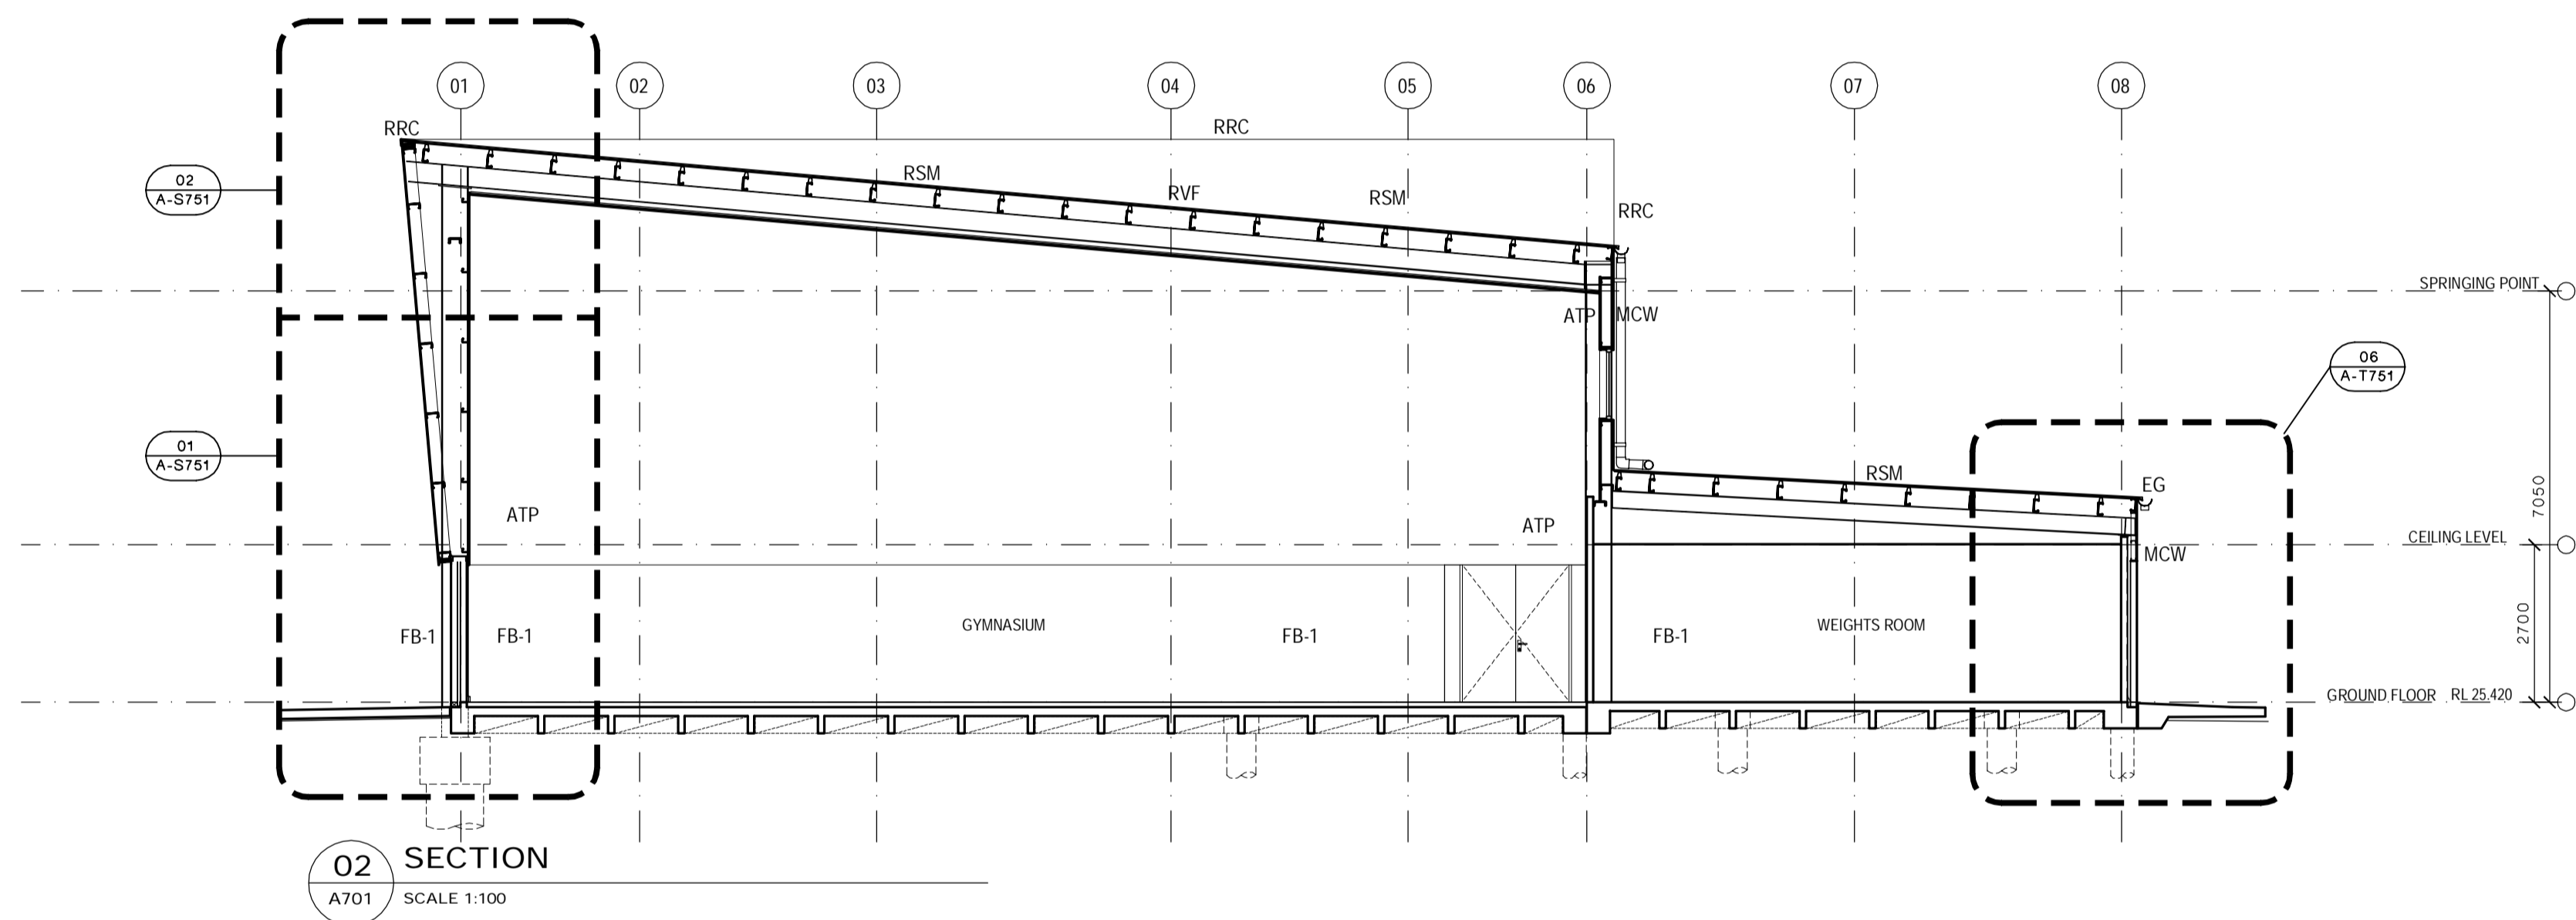 01
02
03
04
05
06
07
08
RRC
RRC
RSM
RVF
RSM
RRC
02
A-S751
SPRINGING POINT
ATP
MCW
06
A-T751
01
A-S751
RSM
EG
7050
ATP
ATP
CEILING LEVEL
MCW
FB-1
FB-1
GYMNASIUM
FB-1
FB-1
WEIGHTS ROOM
2700
GROUND FLOOR RL 25.420
02
A701
SECTION
SCALE 1:100